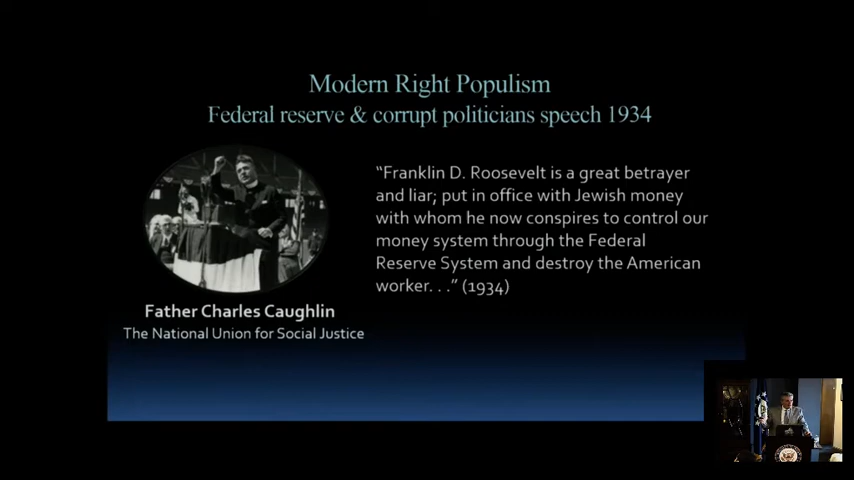 Modern Right Populism
Federal reserve & corrupt politicians speech 1934
“Franklin D. Roosevelt is a great betrayer
and liar; put in office with Jewish money
with whom he now conspires to control our
money system through the Federal
Reserve System and destroy the American
worker. . .” (1934)
Father Charles Caughlin
The National Union for Social Justice